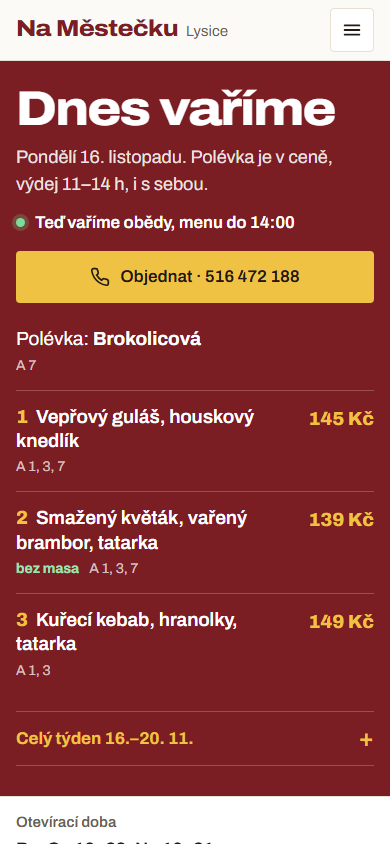 Na Městečku Lysice
Dnes vaříme
Pondělí 16. listopadu. Polévka je v ceně,
výdej 11–14 h, i s sebou.
Teď vaříme obědy, menu do 14:00
Objednat · 516 472 188
Polévka: Brokolicová
A 7
1 Vepřový guláš, houskový 145 Kč
knedlík
A 1, 3, 7
2 Smažený květák, vařený 139 Kč
brambor, tatarka
bez masa A 1, 3, 7
3 Kuřecí kebab, hranolky, 149 Kč
tatarka
A 1, 3
Celý týden 16.–20. 11. +
Otevírací doba